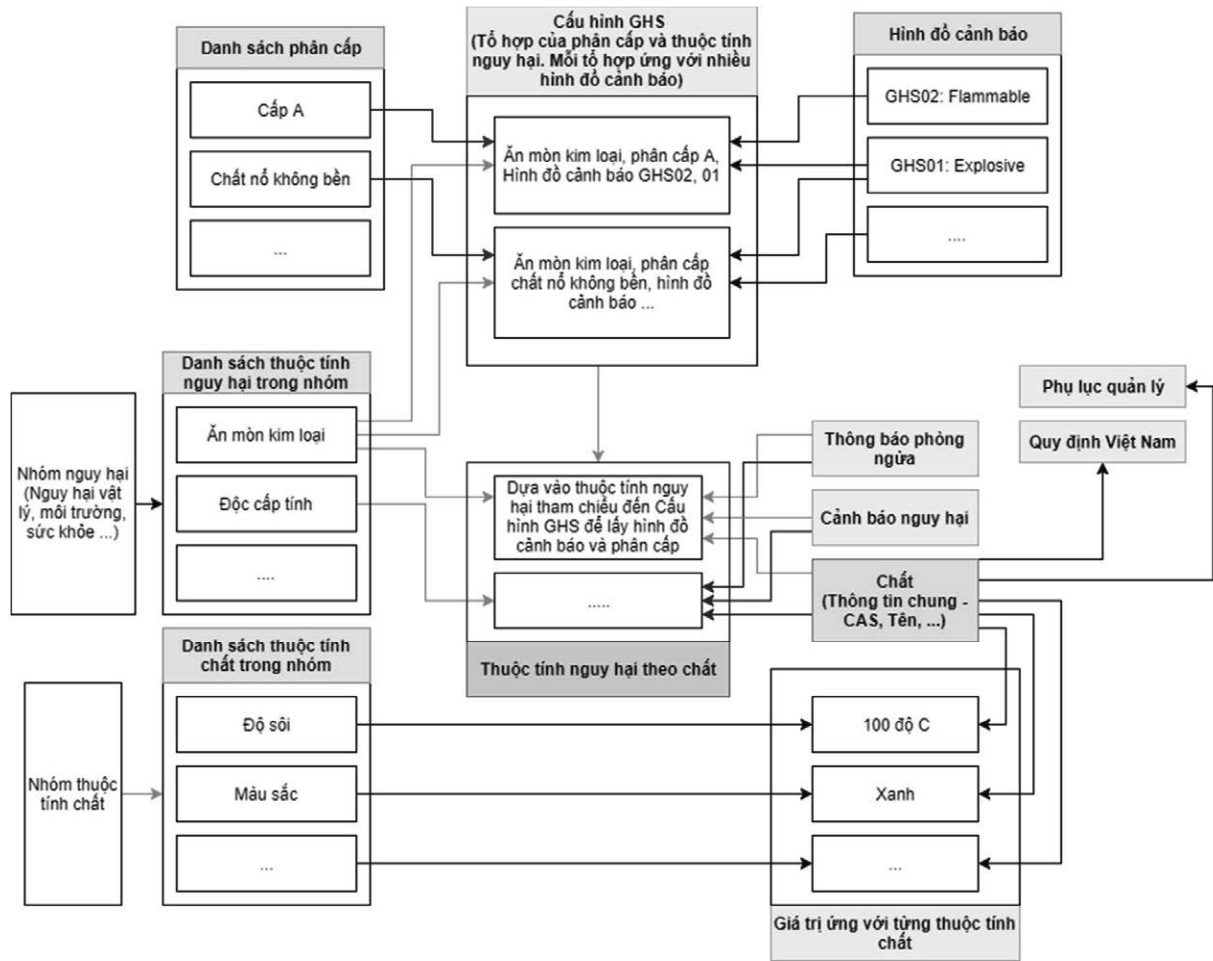 Danh sách phân cấp
Cấp A
Chất nổ không bền
...
Cấu hình GHS
(Tổ hợp của phân cấp và thuộc tính
nguy hại. Mỗi tổ hợp ứng với nhiều
hình đồ cảnh báo)
Ăn mòn kim loại, phân cấp A,
Hình đồ cảnh báo GHS02, 01
Ăn mòn kim loại, phân cấp
chất nổ không bền, hình đồ
cảnh báo ...
Hình đồ cảnh báo
GHS02: Flammable
GHS01: Explosive
....
Nhóm nguy hại
(Nguy hại vật
lý, môi trường,
sức khỏe ...)
Danh sách thuộc tính
nguy hại trong nhóm
Ăn mòn kim loại
Độc cấp tính
....
Dựa vào thuộc tính nguy
hại tham chiếu đến Cấu
hình GHS để lấy hình đồ
cảnh báo và phân cấp
.....
Thuộc tính nguy hại theo chất
Thông báo phòng
ngừa
Cảnh báo nguy hại
Chất
(Thông tin chung -
CAS, Tên, ...)
Phụ lục quản lý
Quy định Việt Nam
Nhóm thuộc
tính chất
Danh sách thuộc tính
chất trong nhóm
Độ sôi
Màu sắc
...
100 độ C
Xanh
...
Giá trị ứng với từng thuộc tính
chất